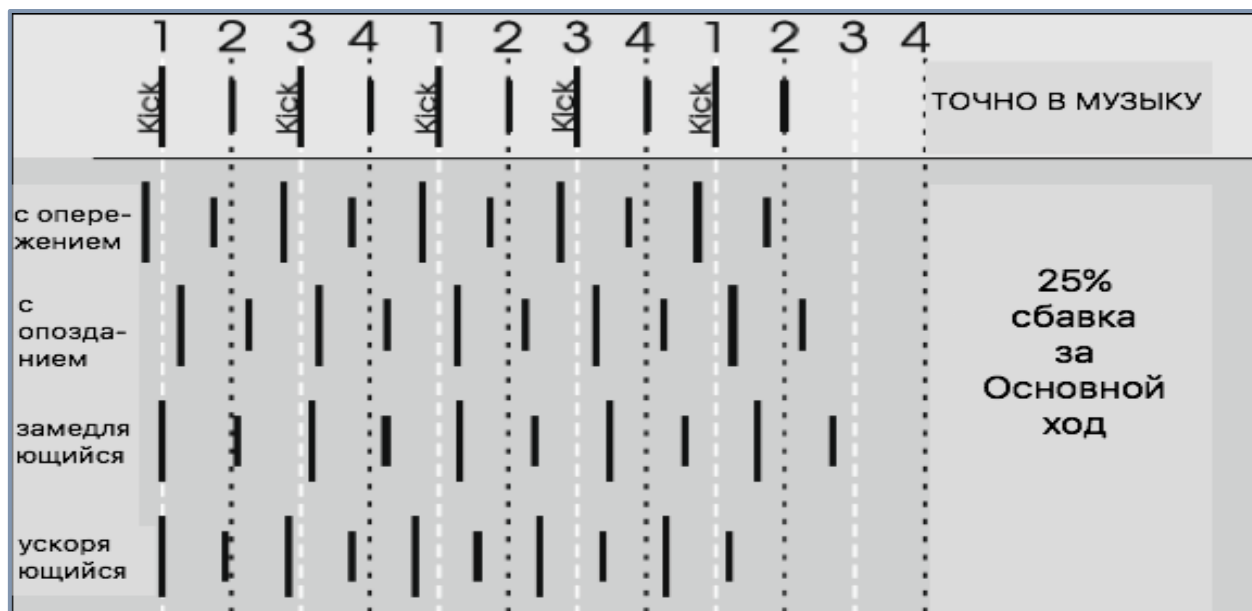 1 2 3 4 1 2 3 4 1 2 3 4
Kick Kick Kick Kick Kick
ТОЧНО В МУЗЫКУ
с опере-
жением
с
опозда-
нием
замедля
ющийся
ускоря
ющийся
25%
сбавка
за
Основной
ход